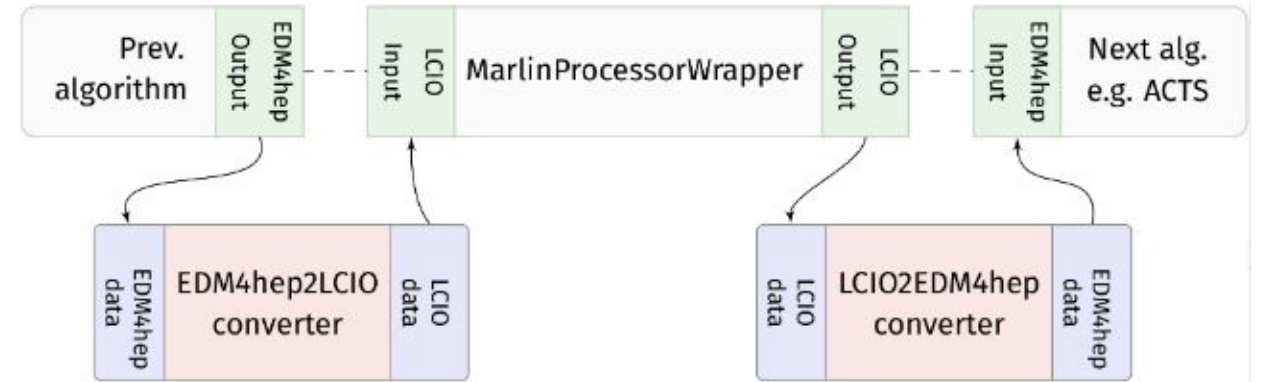 Prev.
algorithm
EDM4hep
Output
LCIO
Input
MarlinProcessorWrapper
LCIO
Output
EDM4hep
Input
Next alg.
e.g. ACTS
EDM4hep
data
EDM4hep2LCIO
converter
LCIO
data
LCIO
data
LCIO2EDM4hep
converter
EDM4hep
data